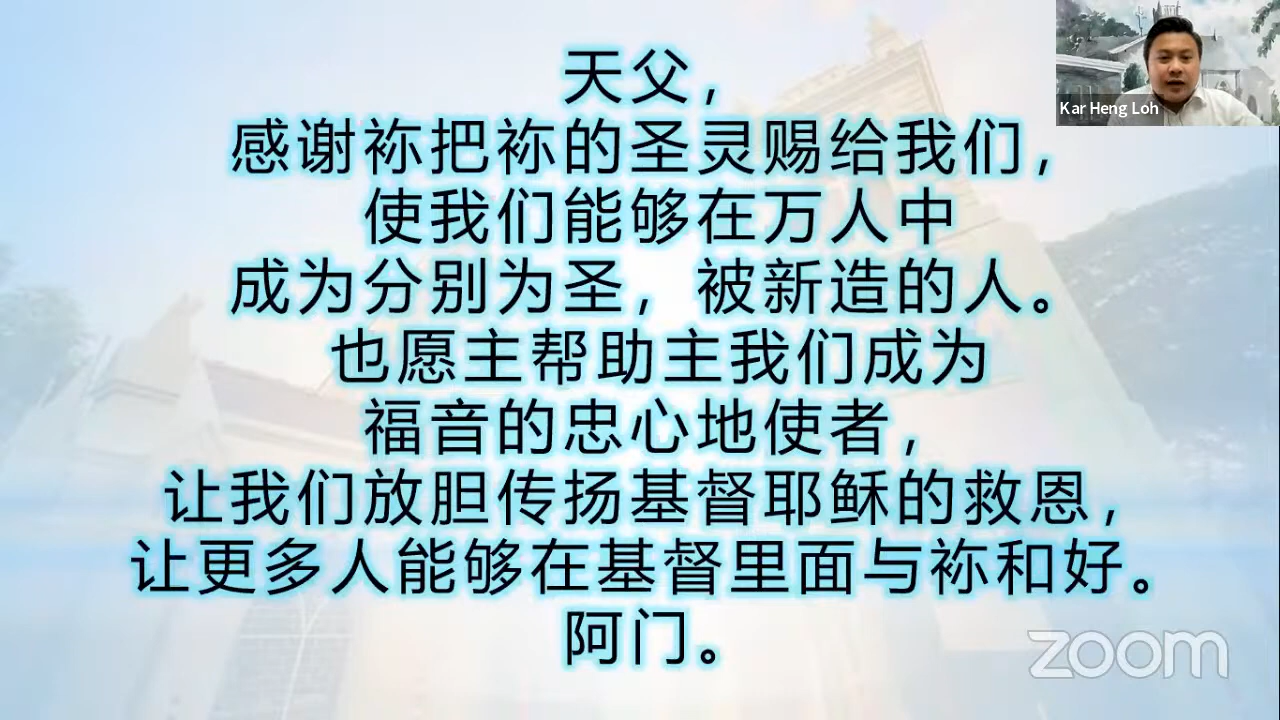 天父，
感谢袮把袮的圣灵赐给我们，
使我们能够在万人中
成为分别为圣，被新造的人。
也愿主帮助主我们成为
福音的忠心地使者，
让我们放胆传扬基督耶稣的救恩，
让更多人能够在基督里面与袮和好。
阿门。
Kar Heng Loh
zoom